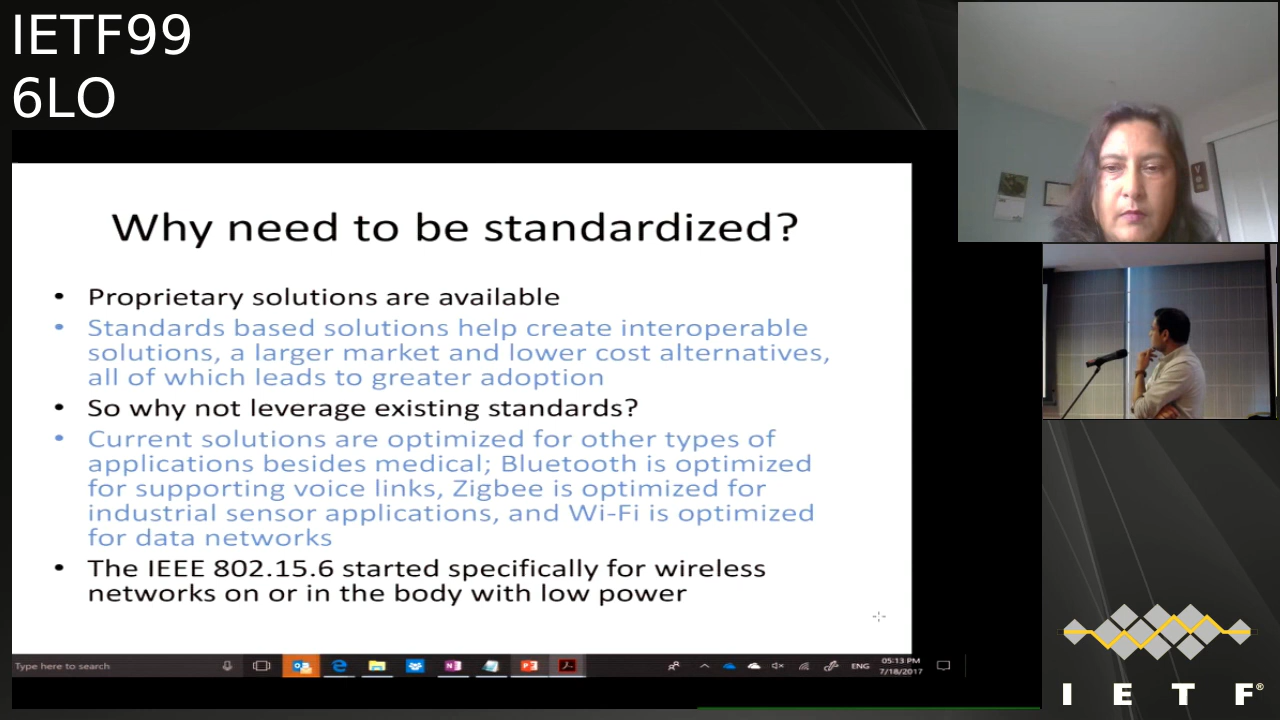 IETF99
6LO
Why need to be standardized?
• Proprietary solutions are available
• Standards based solutions help create interoperable
solutions, a larger market and lower cost alternatives,
all of which leads to greater adoption
• So why not leverage existing standards?
• Current solutions are optimized for other types of
applications besides medical; Bluetooth is optimized
for supporting voice links, Zigbee is optimized for
industrial sensor applications, and Wi-Fi is optimized
for data networks
• The IEEE 802.15.6 started specifically for wireless
networks on or in the body with low power
Type here to search
ENG
05:13 PM
7/18/2017
I E T F®